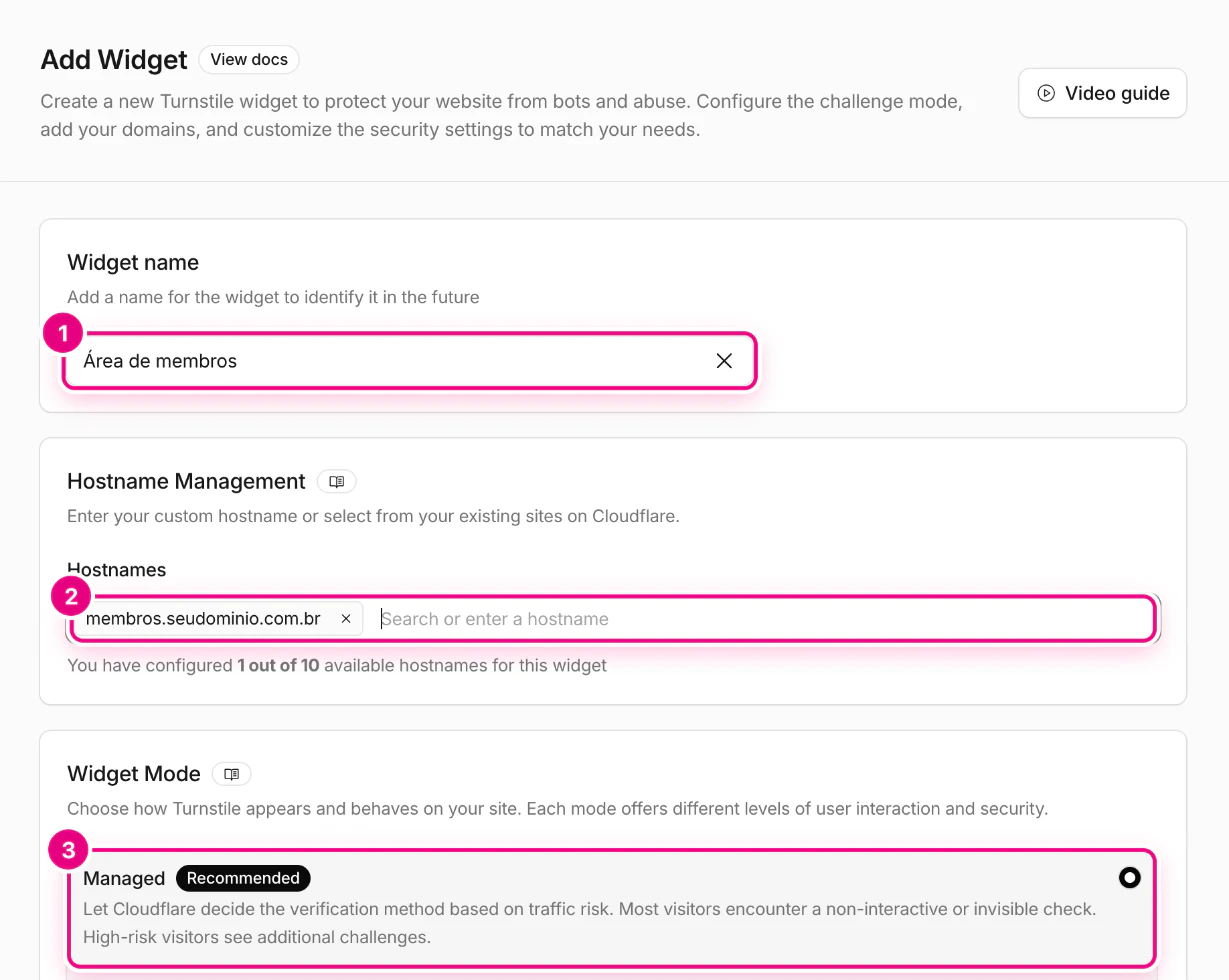 Add Widget
View docs
Create a new Turnstile widget to protect your website from bots and abuse. Configure the challenge mode,
add your domains, and customize the security settings to match your needs.
Video guide
Widget name
Add a name for the widget to identify it in the future
1
Área de membros
Hostname Management
Enter your custom hostname or select from your existing sites on Cloudflare.
Hostnames
2
membros.seudominio.com.br
Search or enter a hostname
You have configured 1 out of 10 available hostnames for this widget
Widget Mode
Choose how Turnstile appears and behaves on your site. Each mode offers different levels of user interaction and security.
3
Managed
Recommended
Let Cloudflare decide the verification method based on traffic risk. Most visitors encounter a non-interactive or invisible check.
High-risk visitors see additional challenges.